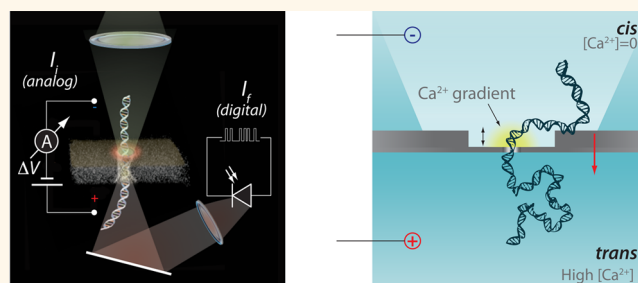 I_i
(analog)
A
ΔV
-
+
I_f
(digital)
-
cis
[Ca²⁺]=0
Ca²⁺ gradient
+
trans
High [Ca²⁺]